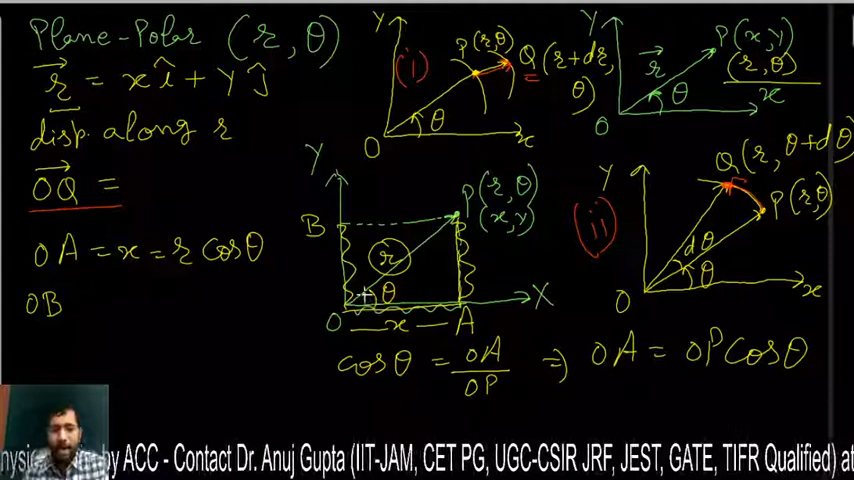 Plane-Polar (r, θ)
r⃗ = xî + yĵ
disp. along r
OQ⃗ =
OA = x = r cosθ
OB
Y
P(r,θ)
(i)
Q (r+dr,
θ)
θ
O
x
Y
P(x,y)
(r,θ)
r⃗
θ
x
O
Y
P(r,θ)
(x,y)
B
r
θ
O
x
A
X
cosθ = OA/OP ⇒ OA = OP cosθ
Y
Q(r, θ+dθ)
P(r,θ)
(ii)
dθ
θ
O
x
by ACC - Contact Dr. Anuj Gupta (IIT-JAM, CET PG, UGC-CSIR JRF, JEST, GATE, TIFR Qualified) at